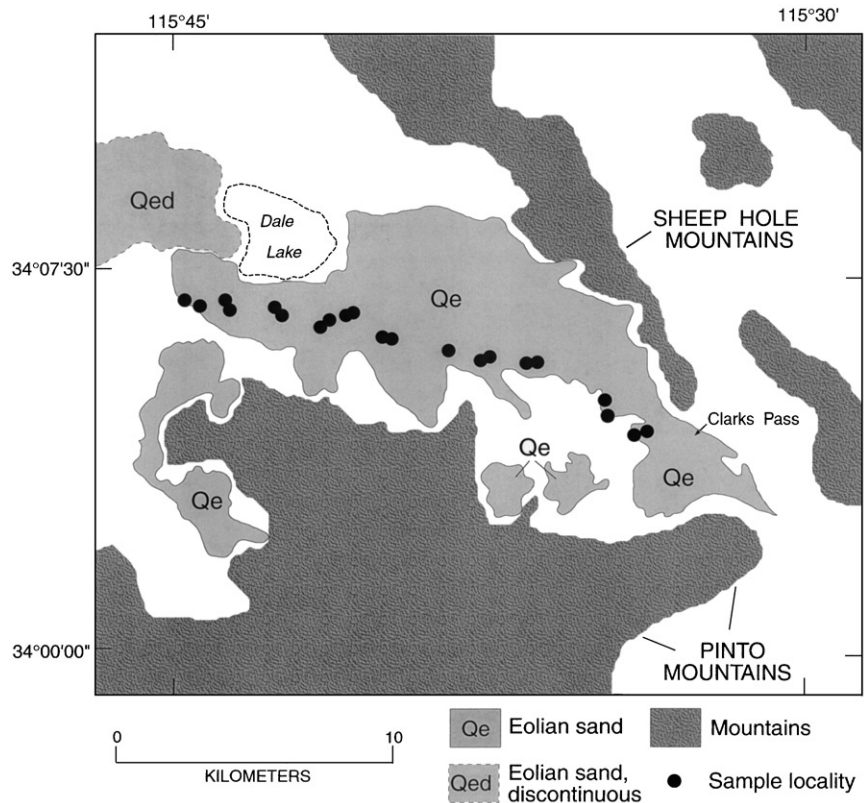 115°45'
115°30'
Qed
Dale
Lake
SHEEP HOLE
MOUNTAINS
34°07'30"
Qe
Clarks Pass
Qe
Qe
Qe
34°00'00"
PINTO
MOUNTAINS
0
10
KILOMETERS
Qe Eolian sand
Mountains
Qed Eolian sand,
discontinuous
Sample locality